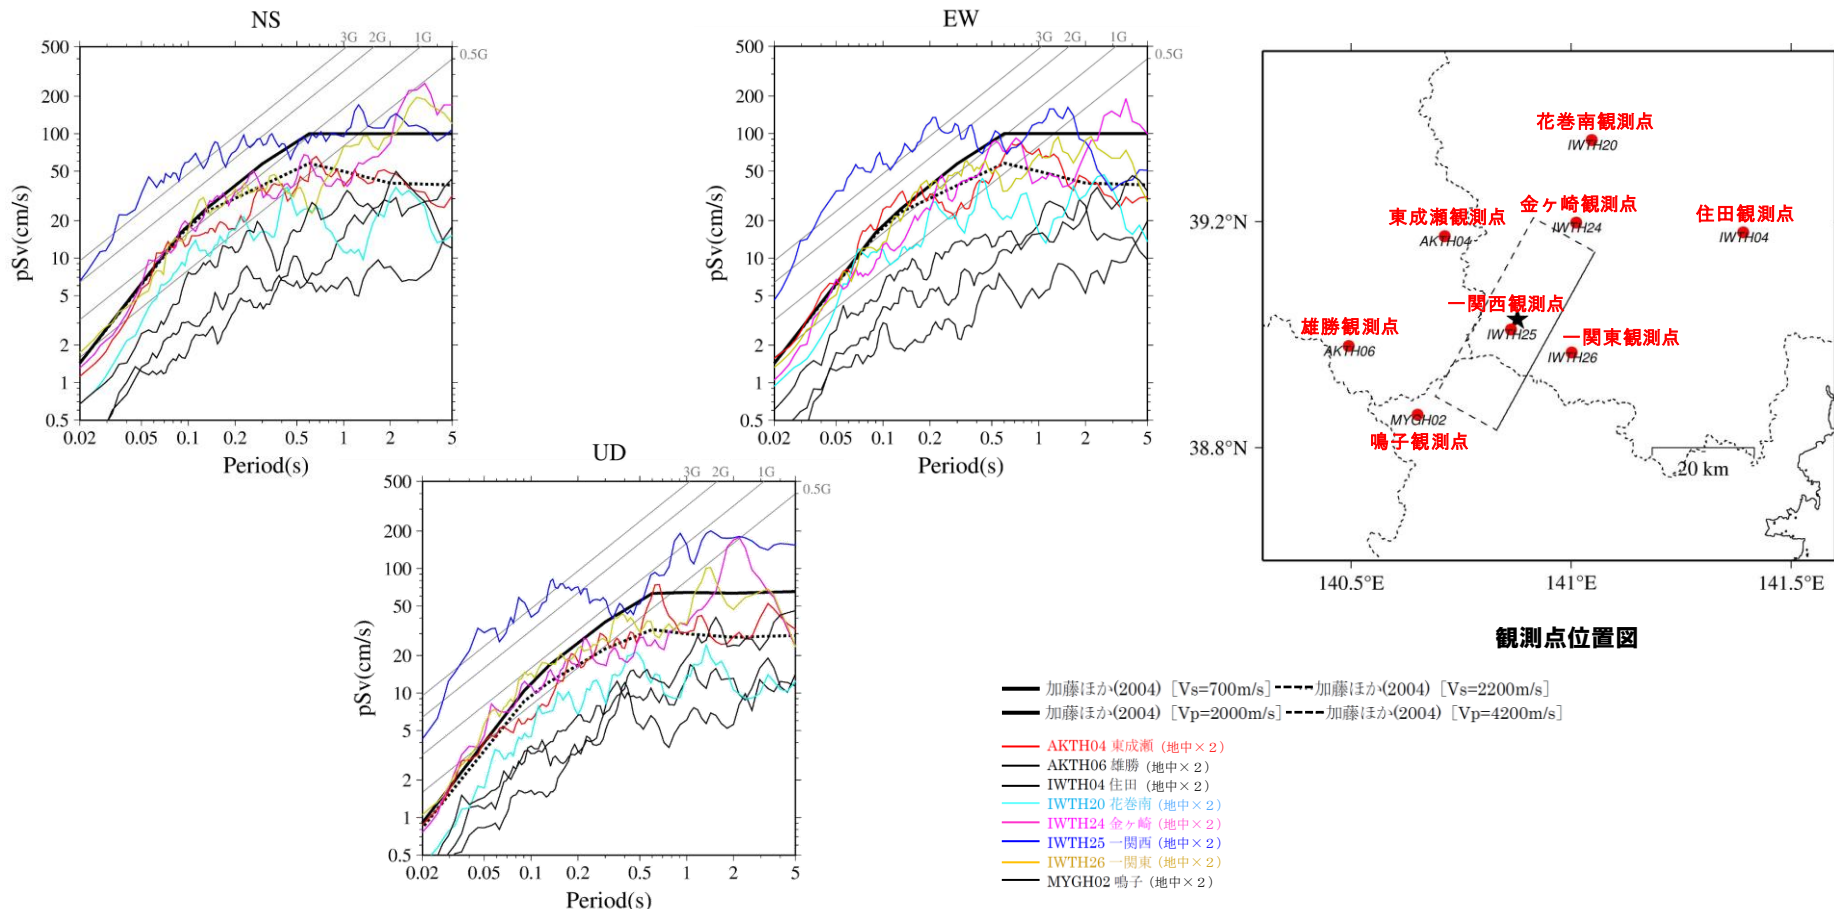 NS
3G 2G 1G
0.5G
500
200
100
50
20
10
5
2
1
0.5
pSv(cm/s)
0.02 0.05 0.1 0.2 0.5 1 2 5
Period(s)
EW
3G 2G 1G
0.5G
500
200
100
50
20
10
5
2
1
0.5
pSv(cm/s)
0.02 0.05 0.1 0.2 0.5 1 2 5
Period(s)
UD
3G 2G 1G
0.5G
500
200
100
50
20
10
5
2
1
0.5
pSv(cm/s)
0.02 0.05 0.1 0.2 0.5 1 2 5
Period(s)
花巻南観測点
IWTH20
金ヶ崎観測点
IWTH24
東成瀬観測点
AKTH04
住田観測点
IWTH04
39.2°N
一関西観測点
IWTH25
雄勝観測点
AKTH06
一関東観測点
IWTH26
MYGH02
鳴子観測点
38.8°N
20 km
140.5°E 141°E 141.5°E
観測点位置図
加藤ほか(2004) [Vs=700m/s] 加藤ほか(2004) [Vs=2200m/s]
加藤ほか(2004) [Vp=2000m/s] 加藤ほか(2004) [Vp=4200m/s]
AKTH04 東成瀬 (地中×2)
AKTH06 雄勝 (地中×2)
IWTH04 住田 (地中×2)
IWTH20 花巻南 (地中×2)
IWTH24 金ヶ崎 (地中×2)
IWTH25 一関西 (地中×2)
IWTH26 一関東 (地中×2)
MYGH02 鳴子 (地中×2)